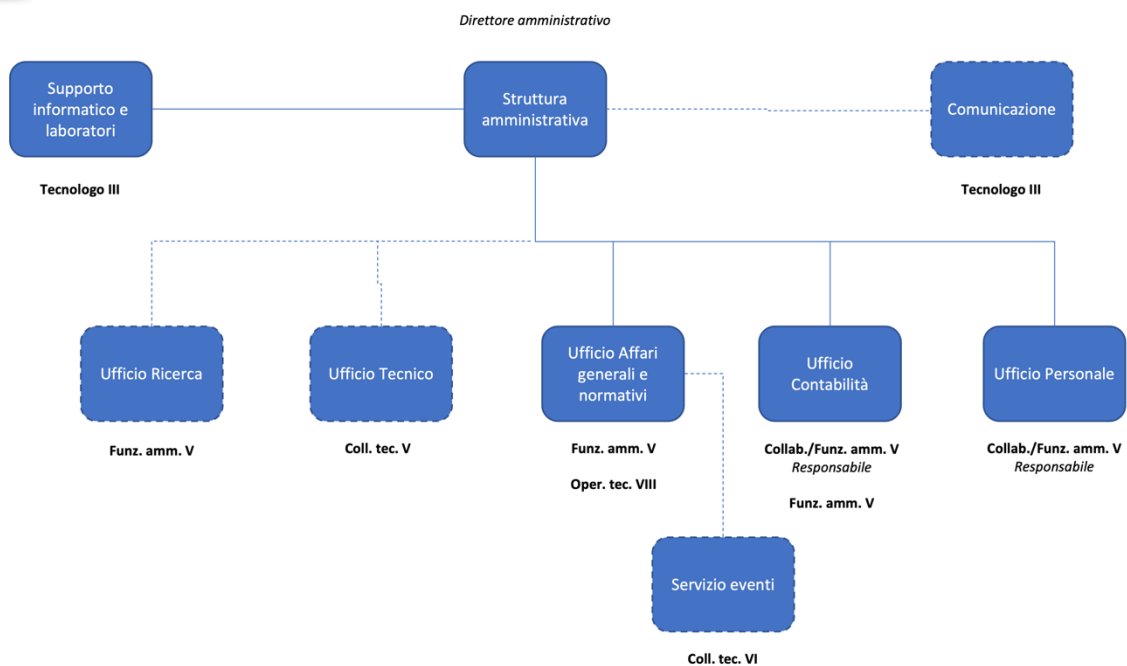 Direttore amministrativo
Supporto
informatico e
laboratori
Struttura
amministrativa
Comunicazione
Tecnologo III
Tecnologo III
Ufficio Ricerca
Ufficio Tecnico
Ufficio Affari
generali e
normativi
Ufficio
Contabilità
Ufficio Personale
Funz. amm. V
Coll. tec. V
Funz. amm. V
Oper. tec. VIII
Collab./Funz. amm. V
Responsabile
Funz. amm. V
Collab./Funz. amm. V
Responsabile
Servizio eventi
Coll. tec. VI